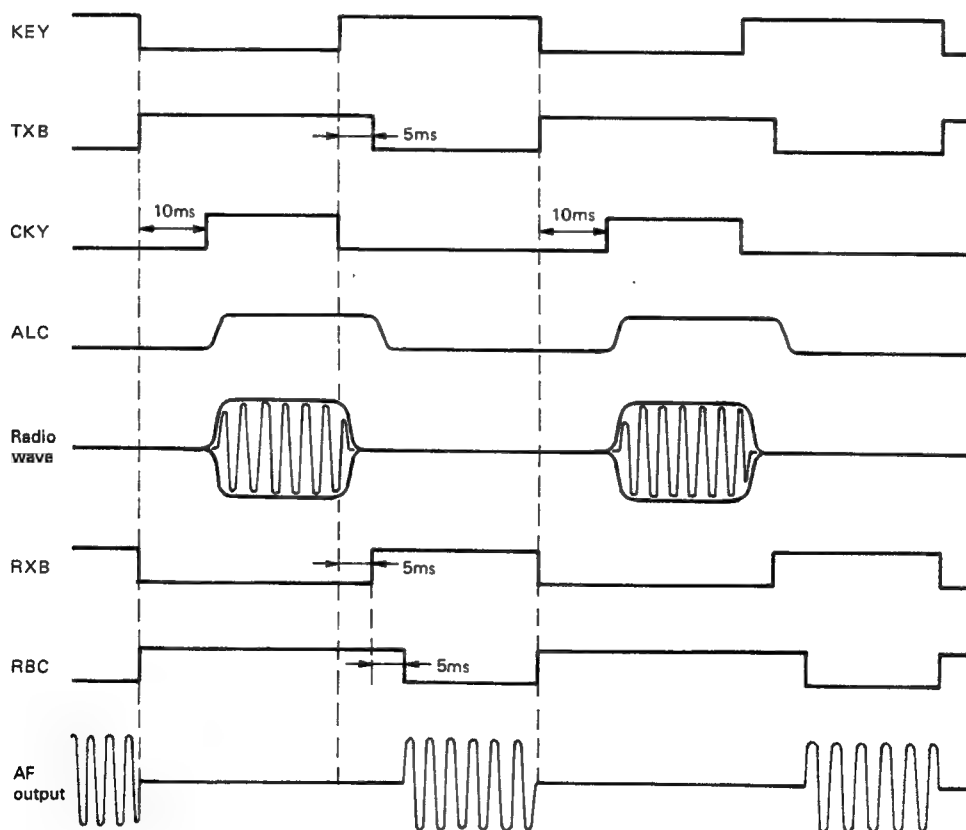 KEY
TXB
5ms
10ms
10ms
CKY
ALC
Radio
wave
RXB
5ms
RBC
5ms
AF
output